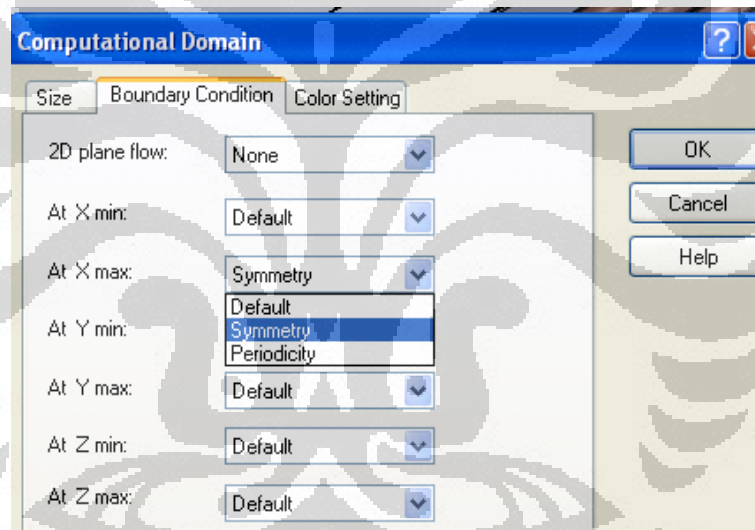 Computational Domain
Size Boundary Condition Color Setting
2D plane flow: None
OK
At X min: Default
Cancel
At X max: Symmetry
Help
Default
At Y min: Symmetry
Periodicity
At Y max: Default
At Z min: Default
At Z max: Default